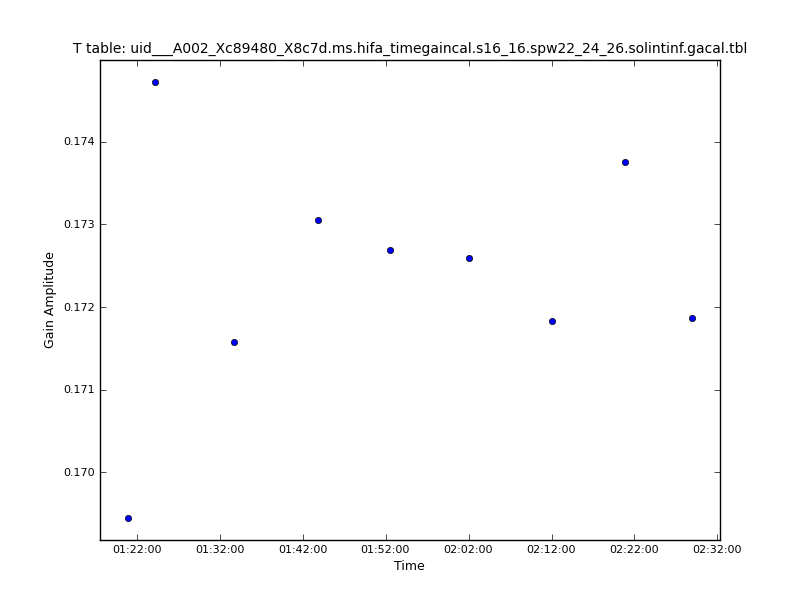 T table: uid___A002_Xc89480_X8c7d.ms.hifa_timegaincal.s16_16.spw22_24_26.solintinf.gacal.tbl
0.174
0.173
0.172
0.171
0.170
Gain Amplitude
01:22:00 01:32:00 01:42:00 01:52:00 02:02:00 02:12:00 02:22:00 02:32:00
Time